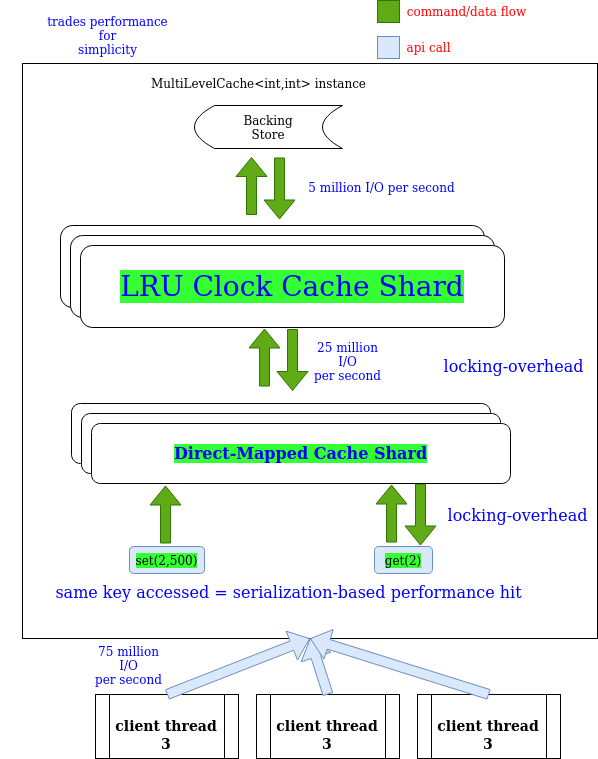 trades performance
for
simplicity
command/data flow
api call
MultiLevelCache<int,int> instance
Backing
Store
5 million I/O per second
LRU Clock Cache Shard
25 million
I/O
per second
locking-overhead
Direct-Mapped Cache Shard
locking-overhead
set(2,500)
get(2)
same key accessed = serialization-based performance hit
75 million
I/O
per second
client thread
3
client thread
3
client thread
3